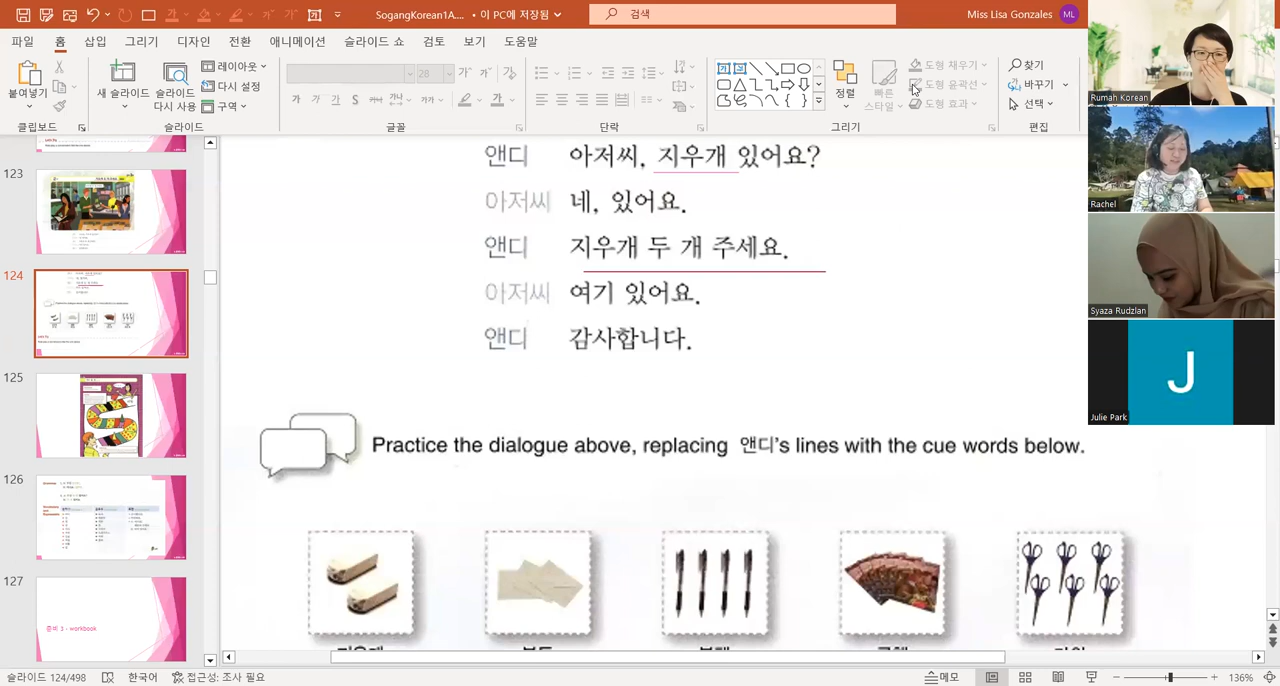 SogangKorean1A.... • 이 PC에 저장됨
검색
Miss Lisa Gonzales
ML
파일 홈 삽입 그리기 디자인 전환 애니메이션 슬라이드 쇼 검토 보기 도움말
붙여넣기
새 슬라이드
슬라이드 다시 사용
레이아웃
다시 설정
구역
28
정렬
빠른 스타일
도형 채우기
도형 윤곽선
도형 효과
찾기
바꾸기
선택
클립보드 슬라이드 글꼴 단락 그리기 편집
123
124
125
126
127
준비 3 - workbook
앤디 아저씨, 지우개 있어요?
아저씨 네, 있어요.
앤디 지우개 두 개 주세요.
아저씨 여기 있어요.
앤디 감사합니다.
Practice the dialogue above, replacing 앤디's lines with the cue words below.
Rumah Korean
Rachel
Syaza Rudzlan
J
Julie Park
슬라이드 124/498
한국어
접근성: 조사 필요
메모
136%